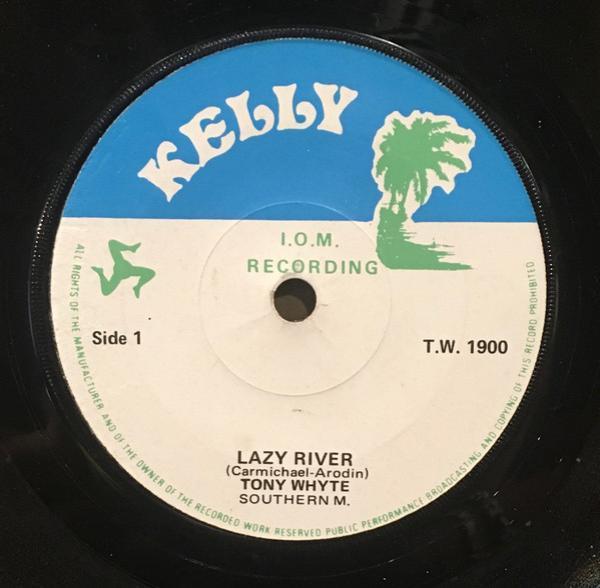 KELLY
I.O.M.
RECORDING
Side 1
T.W. 1900
LAZY RIVER
(Carmichael-Arodin)
TONY WHYTE
SOUTHERN M.
ALL RIGHTS OF THE MANUFACTURER AND OF THE OWNER OF THE RECORDED WORK RESERVED PUBLIC PERFORMANCE BROADCASTING AND COPYING OF THIS RECORD PROHIBITED